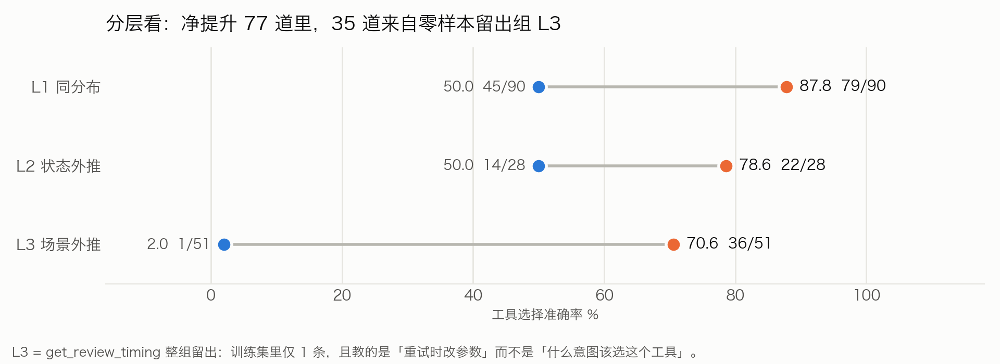 分层看：净提升 77 道里，35 道来自零样本留出组 L3
L1 同分布
50.0 45/90
87.8 79/90
L2 状态外推
50.0 14/28
78.6 22/28
L3 场景外推
2.0 1/51
70.6 36/51
0 20 40 60 80 100
工具选择准确率 %
L3 = get_review_timing 整组留出：训练集里仅 1 条，且教的是「重试时改参数」而不是「什么意图该选这个工具」。